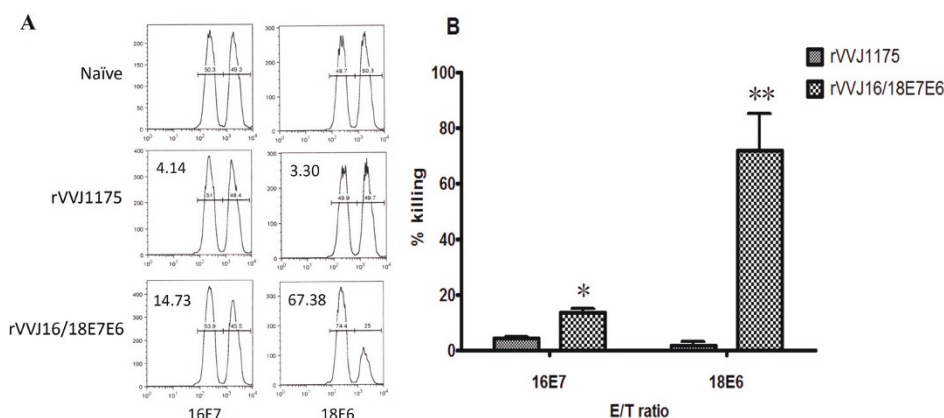 A
Naïve
50.3 49.3
48.7 50.3
rVVJ1175
4.14
51 48.4
3.30
49.9 49.7
rVVJ16/18E7E6
14.73
53.9 45.5
67.38
74.4 25
16E7
18E6
B
rVVJ1175
rVVJ16/18E7E6
% killing
100
80
60
40
20
0
*
**
16E7
18E6
E/T ratio